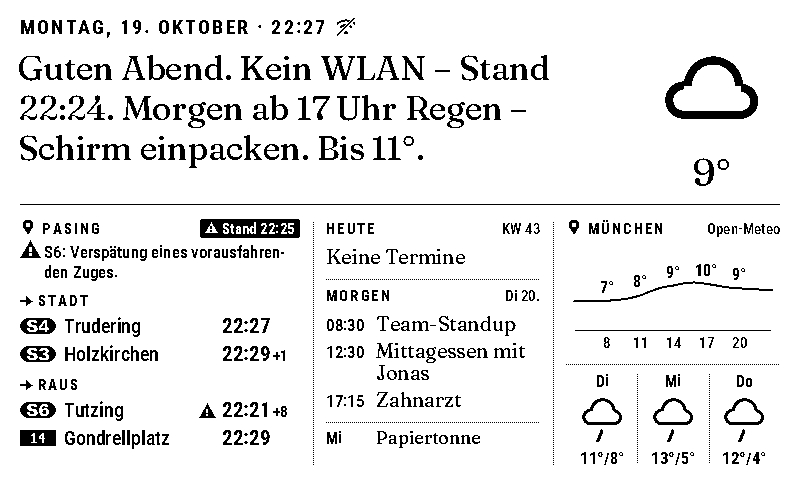 MONTAG, 19. OKTOBER · 22:27
Guten Abend. Kein WLAN – Stand
22:24. Morgen ab 17 Uhr Regen –
Schirm einpacken. Bis 11°.
9°
PASING
Stand 22:25
S6: Verspätung eines vorausfahren-
den Zuges.
→ STADT
S4 Trudering 22:27
S3 Holzkirchen 22:29 +1
→ RAUS
S6 Tutzing 22:21 +8
14 Gondrellplatz 22:29
HEUTE KW 43
Keine Termine
MORGEN Di 20.
08:30 Team-Standup
12:30 Mittagessen mit
Jonas
17:15 Zahnarzt
Mi Papiertonne
MÜNCHEN Open-Meteo
7° 8° 9° 10° 9°
8 11 14 17 20
Di Mi Do
11°/8° 13°/5° 12°/4°